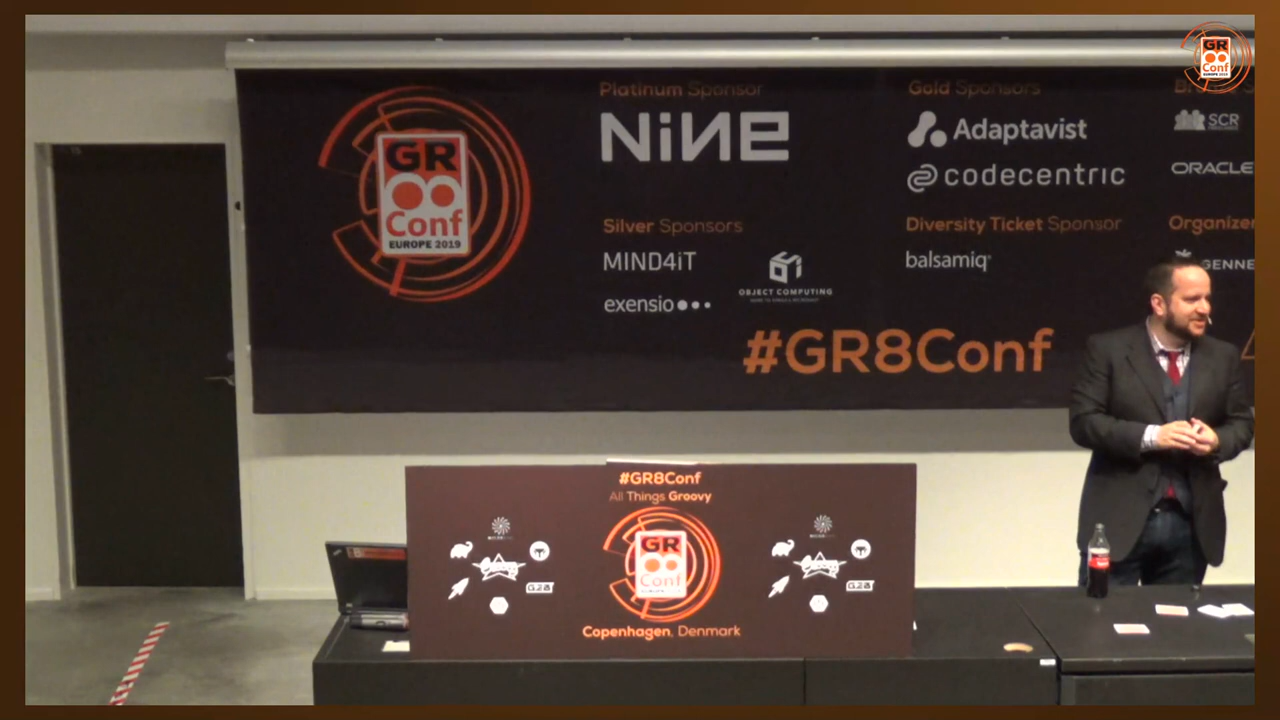 GR
Conf
EUROPE 2019
Platinum Sponsor
NiNe
Gold Sponsors
Adaptavist
codecentric
SCR
ORACLE
Silver Sponsors
MIND4iT
exensio
OBJECT COMPUTING
Diversity Ticket Sponsor
balsamiq
Organizer
GENNE
#GR8Conf
GR
Conf
EUROPE 2019
#GR8Conf
All Things Groovy
GR
Conf
Copenhagen, Denmark